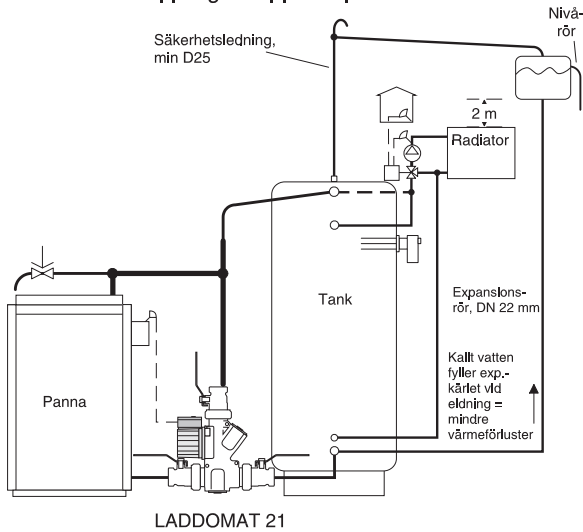 Nivå-
rör
Säkerhetsledning,
min D25
2 m
Radiator
Tank
Expansions-
rör, DN 22 mm
Kallt vatten
fyller exp.-
kärlet vid
eldning =
mindre
värmeförluster
Panna
LADDOMAT 21